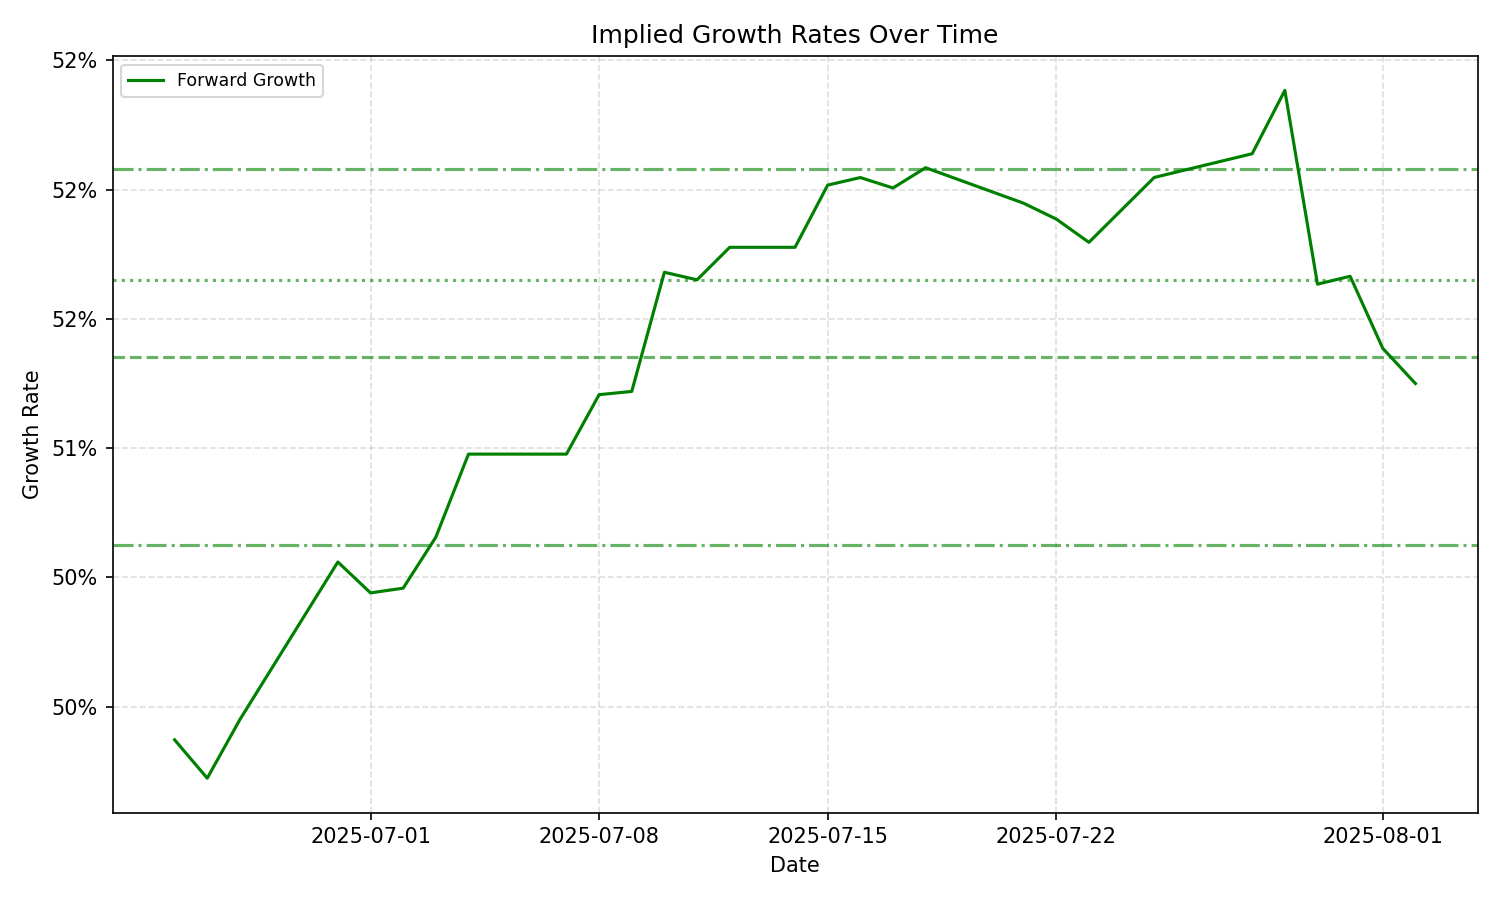 Implied Growth Rates Over Time
Forward Growth
52%
52%
52%
51%
50%
50%
Growth Rate
2025-07-01
2025-07-08
2025-07-15
2025-07-22
2025-08-01
Date